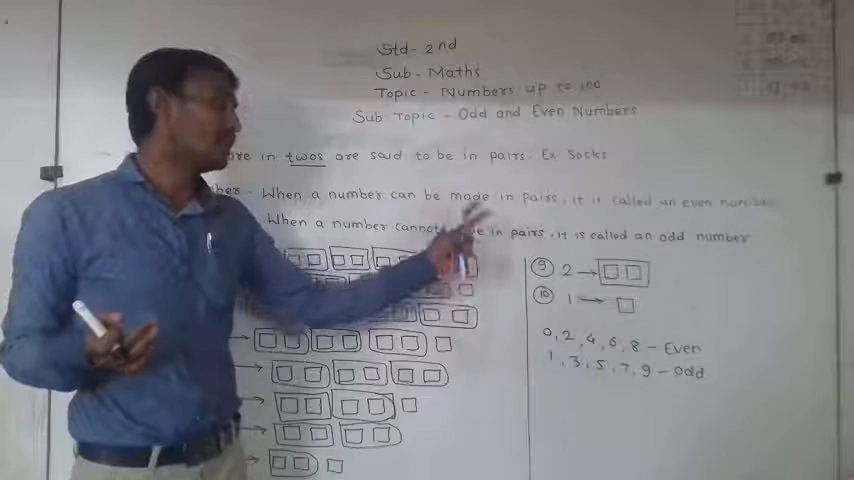 Std- 2nd
Sub- Maths
Topic - Numbers up to 100
Sub Topic - Odd and Even Numbers
are in twos are said to be in pairs. Ex Socks
When a number can be made in pairs, it is called an even number
When a number cannot in pairs, it is called an odd number
9 2 →
10 1 →
0, 2, 4, 6, 8 - Even
1, 3, 5, 7, 9 - Odd